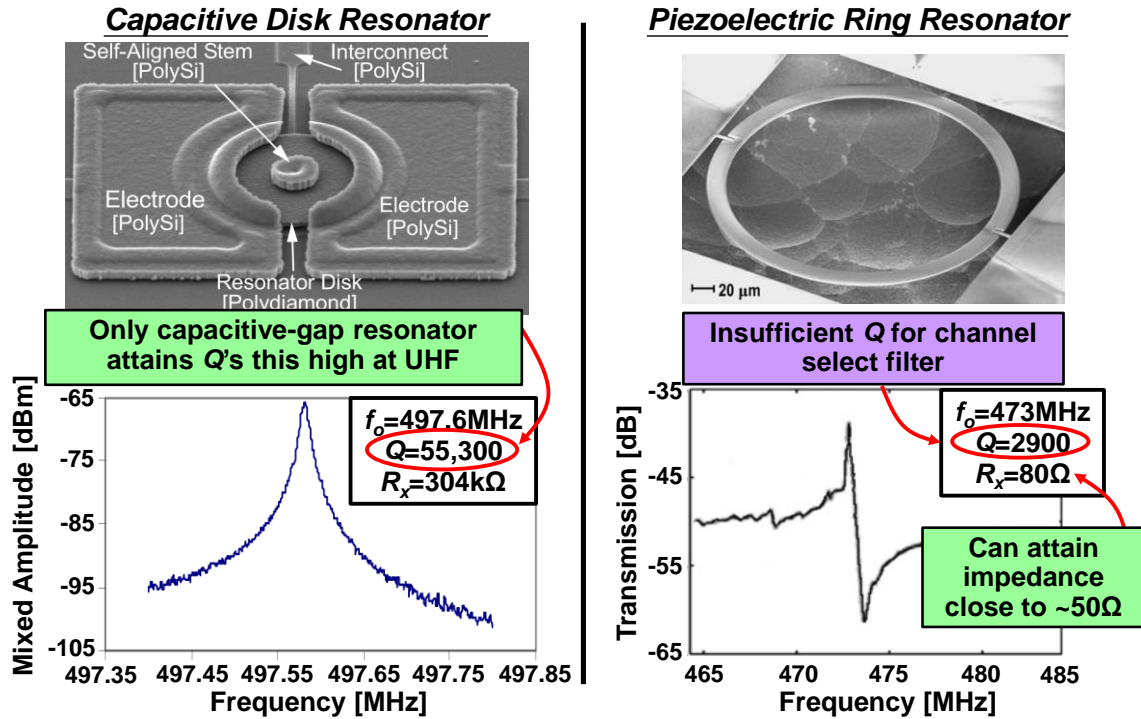 Capacitive Disk Resonator
Self-Aligned Stem
[PolySi]
Interconnect
[PolySi]
Electrode
[PolySi]
Electrode
[PolySi]
Resonator Disk
[Polydiamond]
Only capacitive-gap resonator
attains Q's this high at UHF
Mixed Amplitude [dBm]
-65
-75
-85
-95
-105
fo=497.6MHz
Q=55,300
Rx=304kΩ
497.35
497.45
497.55
497.65
497.75
497.85
Frequency [MHz]
Piezoelectric Ring Resonator
20 μm
Insufficient Q for channel
select filter
Transmission [dB]
-35
-45
-55
-65
fo=473MHz
Q=2900
Rx=80Ω
Can attain
impedance
close to ~50Ω
465
470
475
480
485
Frequency [MHz]